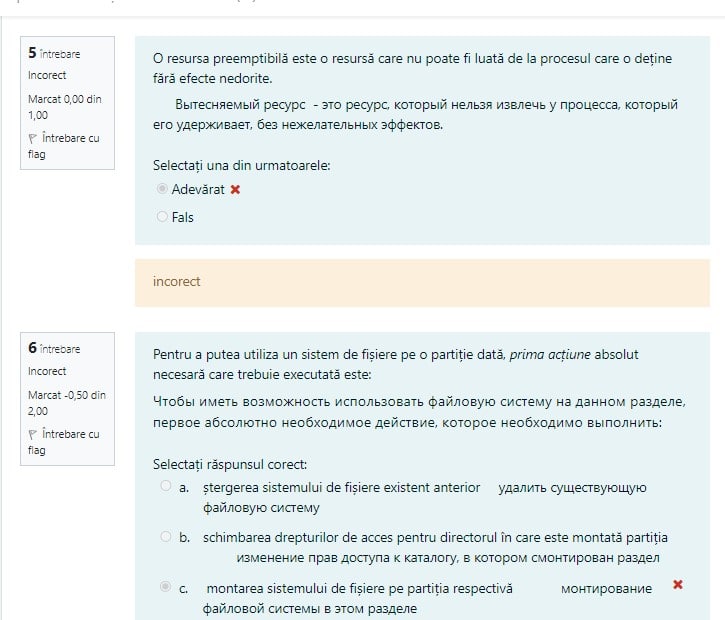 5 Întrebare
Incorect
Marcat 0,00 din
1,00
Întrebare cu
flag
O resursa preemptibilă este o resursă care nu poate fi luată de la procesul care o deține
fără efecte nedorite.
Вытесняемый ресурс - это ресурс, который нельзя извлечь у процесса, который
его удерживает, без нежелательных эффектов.
Selectați una din urmatoarele:
Adevărat
Fals
incorect
6 Întrebare
Incorect
Marcat -0,50 din
2,00
Întrebare cu
flag
Pentru a putea utiliza un sistem de fișiere pe o partiție dată, prima acțiune absolut
necesară care trebuie executată este:
Чтобы иметь возможность использовать файловую систему на данном разделе,
первое абсолютно необходимое действие, которое необходимо выполнить:
Selectați răspunsul corect:
a. ștergerea sistemului de fișiere existent anterior удалить существующую
файловую систему
b. schimbarea drepturilor de acces pentru directorul în care este montată partiția
изменение прав доступа к каталогу, в котором смонтирован раздел
c. montarea sistemului de fișiere pe partiția respectivă монтирование
файловой системы в этом разделе